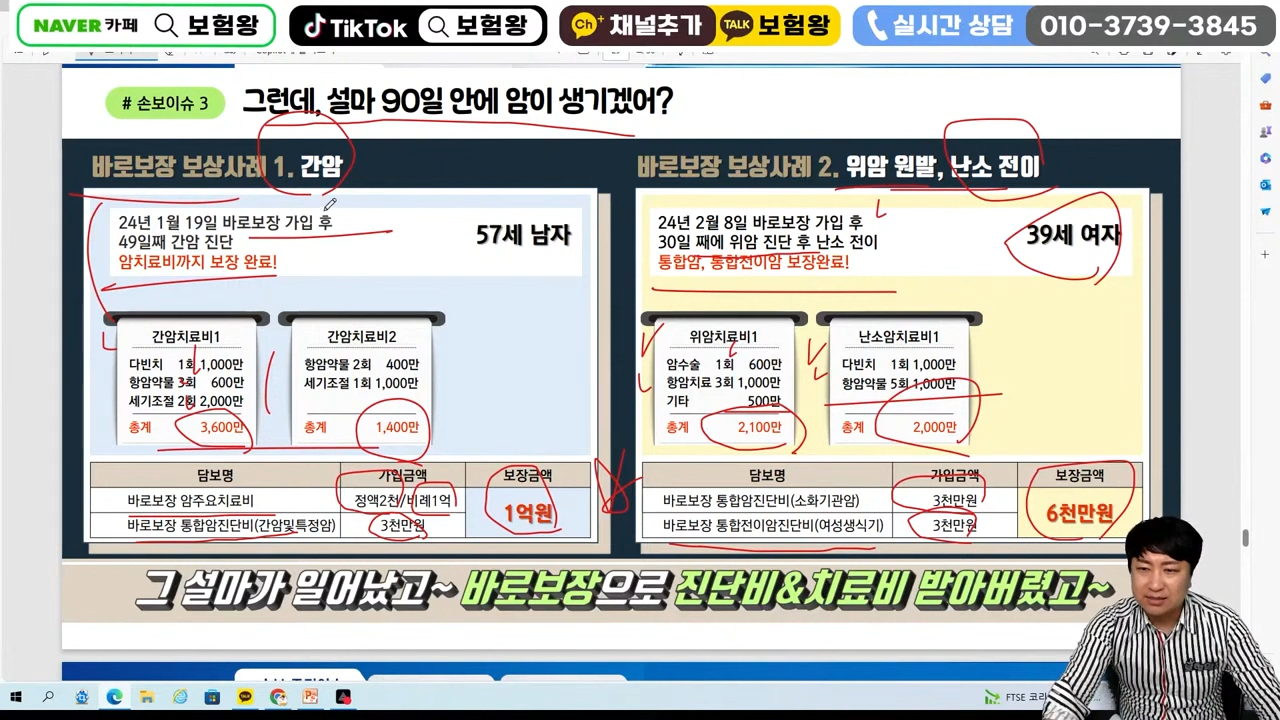 NAVER 카페 보험왕
TikTok 보험왕
Ch+ 채널추가 TALK 보험왕
실시간 상담 010-3739-3845
# 손보이슈 3
그런데, 설마 90일 안에 암이 생기겠어?
바로보장 보상사례 1. 간암
24년 1월 19일 바로보장 가입 후
49일째 간암 진단
암치료비까지 보장 완료!
57세 남자
간암치료비1
다빈치 1회 1,000만
항암약물 3회 600만
세기조절 2회 2,000만
총계 3,600만
간암치료비2
항암약물 2회 400만
세기조절 1회 1,000만
총계 1,400만
담보명 가입금액 보장금액
바로보장 암주요치료비 정액2천/비례1억
바로보장 통합암진단비(간암및특정암) 3천만원
1억원
바로보장 보상사례 2. 위암 원발, 난소 전이
24년 2월 8일 바로보장 가입 후
30일 째에 위암 진단 후 난소 전이
통합암, 통합전이암 보장완료!
39세 여자
위암치료비1
암수술 1회 600만
항암치료 3회 1,000만
기타 500만
총계 2,100만
난소암치료비1
다빈치 1회 1,000만
항암약물 5회 1,000만
총계 2,000만
담보명 가입금액 보장금액
바로보장 통합암진단비(소화기관암) 3천만원
바로보장 통합전이암진단비(여성생식기) 3천만원
6천만원
그 설마가 일어났고~ 바로보장으로 진단비&치료비 받아버렸고~
FTSE 코리